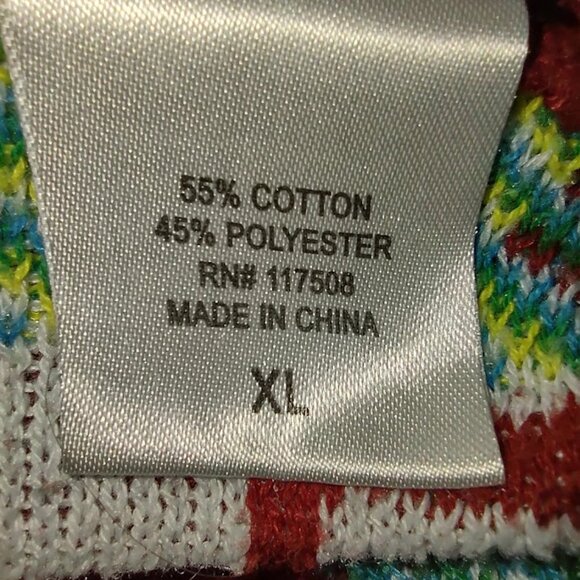 55% COTTON
45% POLYESTER
RN# 117508
MADE IN CHINA
XL